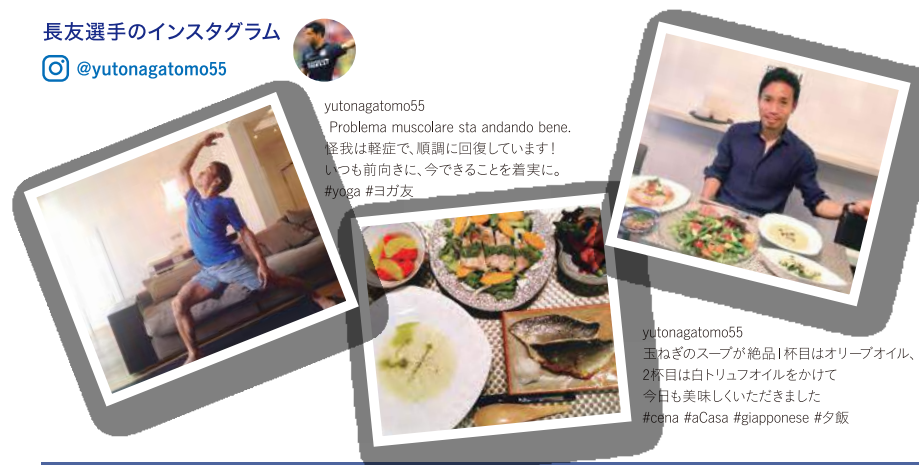 長友選手のインスタグラム
@yutonagatomo55
yutonagatomo55
Problema muscolare sta andando bene.
怪我は軽症で、順調に回復しています!
いつも前向きに、今できることを着実に。
#yoga #ヨガ友
yutonagatomo55
玉ねぎのスープが絶品1杯目はオリーブオイル、
2杯目は白トリュフオイルをかけて
今日も美味しくいただきました
#cena #aCasa #giapponese #夕飯